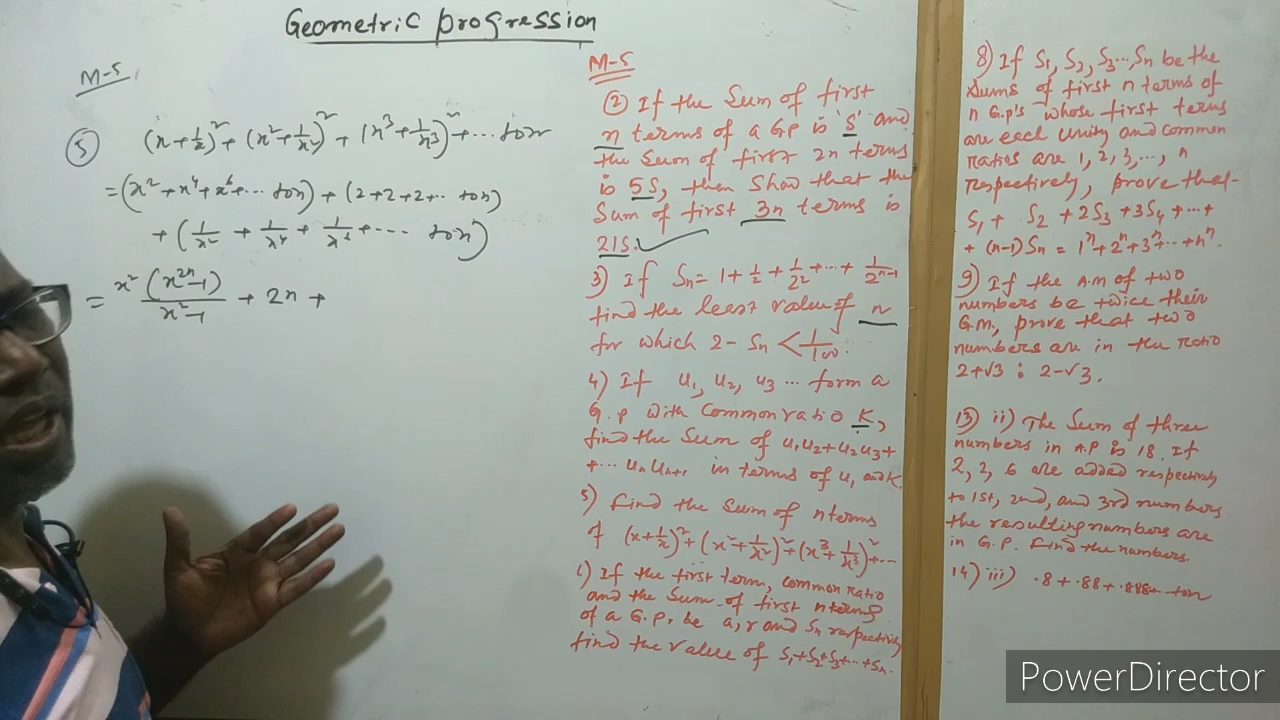 Geometric progression
M-5
5) (x+1/x)² + (x²+1/x²)² + (x³+1/x³)² + ... to n
= (x² + x⁴ + x⁶ + ... to n) + (2+2+2+... to n)
+ (1/x² + 1/x⁴ + 1/x⁶ + ... to n)
= x²(x²ⁿ-1)/(x²-1) + 2n +
M-5
2) If the Sum of first
n terms of a GP is 'S' and
the Sum of first 2n terms
is 5S, then Show that the
Sum of first 3n terms is
21S.
3) If Sn = 1 + 1/2 + 1/2² + ... + 1/2ⁿ⁻¹
find the least value of n
for which 2 - Sn < 1/100.
4) If u₁, u₂, u₃ ... form a
G.P with Common ratio K,
find the Sum of u₁u₂+u₂u₃+
+... uₙuₙ₊₁ in terms of u₁ and K.
5) Find the Sum of n terms
of (x+1/x)² + (x²+1/x²)² + (x³+1/x³)² + ...
6) If the first term, common ratio
and the Sum of first n terms
of a G.P. be a, r and Sn respectively
find the value of S₁+S₂+S₃+...+Sn.
8) If S₁, S₂, S₃...,Sn be the
Sums of first n terms of
n G.p's whose first terms
are each Unity and common
ratios are 1, 2, 3, ..., n
respectively, prove that
S₁ + S₂ + 2S₃ + 3S₄ + ... +
+ (n-1)Sn = 1ⁿ+2ⁿ+3ⁿ+...+nⁿ.
9) If the A.M of two
numbers be twice their
G.M, prove that two
numbers are in the ratio
2+√3 : 2-√3.
13) ii) The Sum of three
numbers in A.P is 18. If
2, 2, 6 are added respectively
to 1st, 2nd, and 3rd numbers
the resulting numbers are
in G.P. Find the numbers.
14) iii) .8 + .88 + .888... to n
PowerDirector